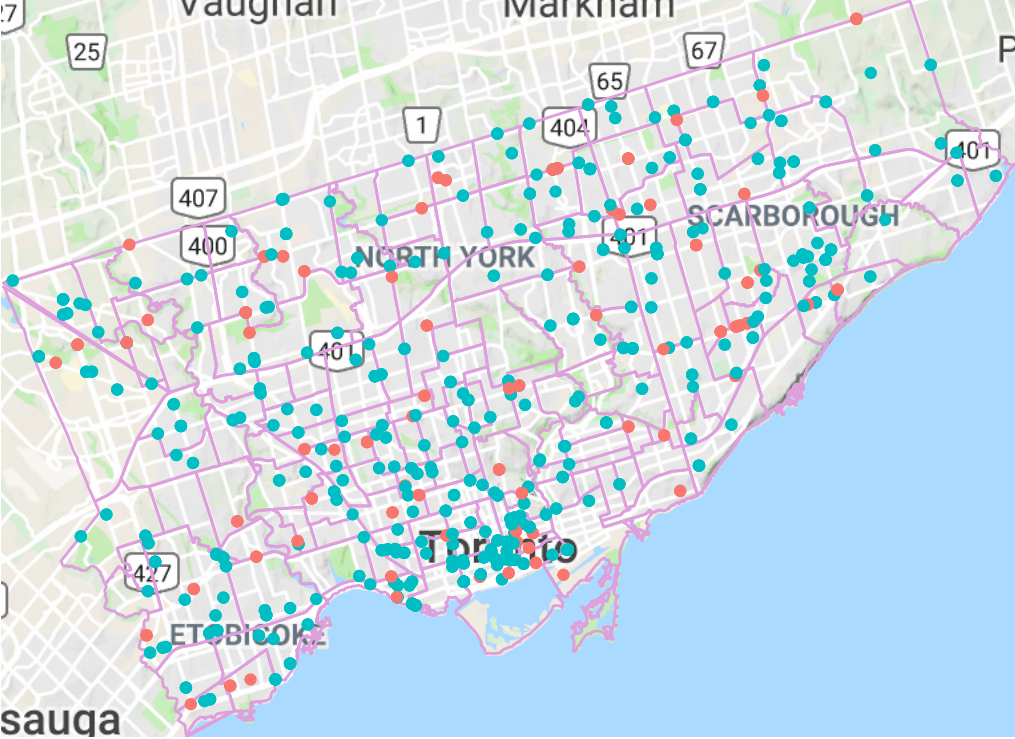 Vaughan
Markham
27
25
67
P
65
1
404
401
407
400
SCARBOROUGH
401
NORTH YORK
401
Toronto
427
ETOBICOKE
sauga